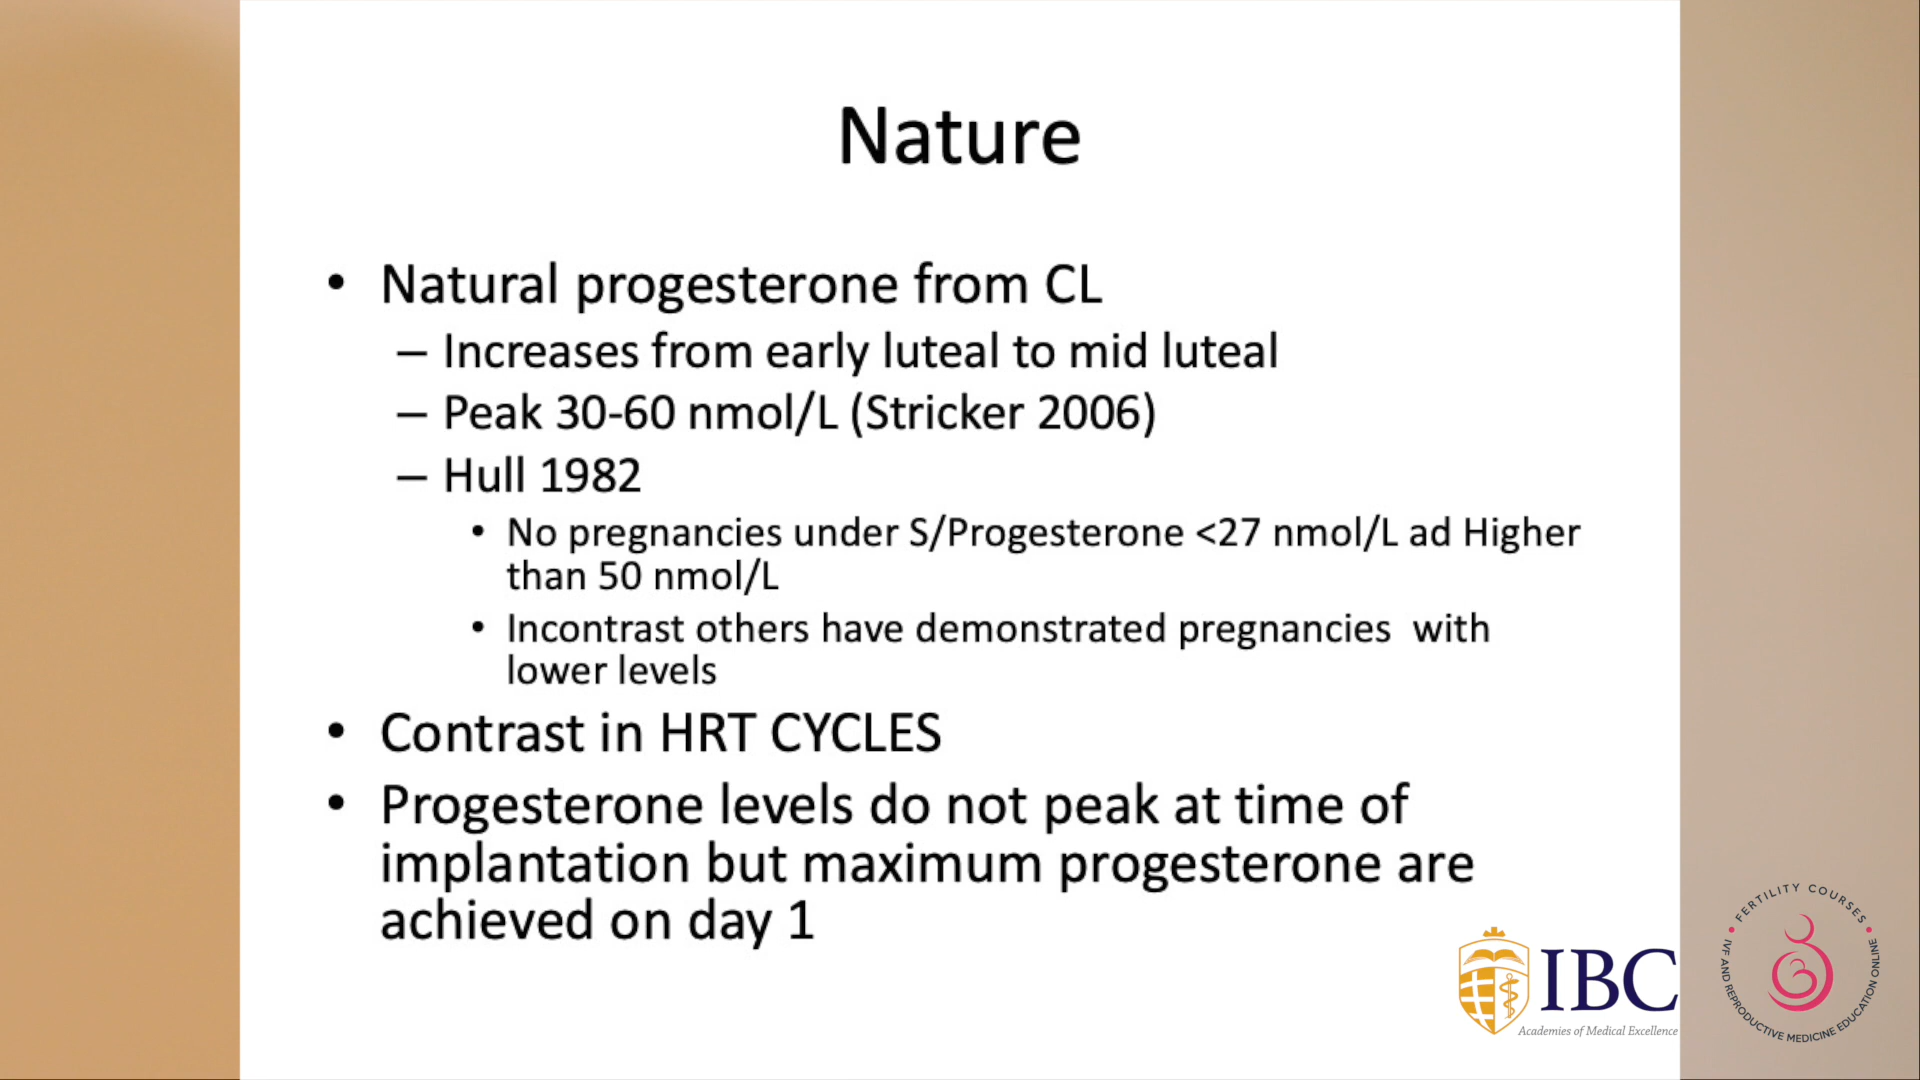 Nature
• Natural progesterone from CL
– Increases from early luteal to mid luteal
– Peak 30-60 nmol/L (Stricker 2006)
– Hull 1982
• No pregnancies under S/Progesterone <27 nmol/L ad Higher
than 50 nmol/L
• Incontrast others have demonstrated pregnancies with
lower levels
• Contrast in HRT CYCLES
• Progesterone levels do not peak at time of
implantation but maximum progesterone are
achieved on day 1
IBC
Academies of Medical Excellence
• FERTILITY COURSES •
IVF AND REPRODUCTIVE MEDICINE EDUCATION ONLINE